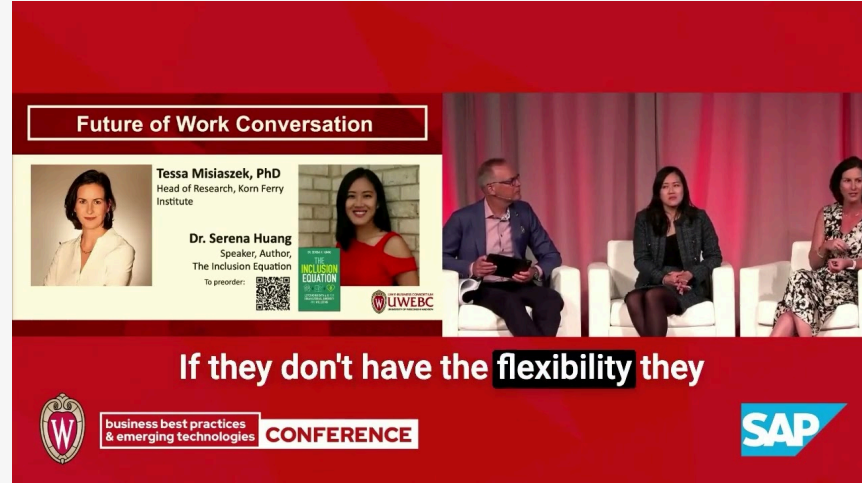 Future of Work Conversation
Tessa Misiaszek, PhD
Head of Research, Korn Ferry
Institute
Dr. Serena Huang
Speaker, Author,
The Inclusion Equation
To preorder:
THE
INCLUSION
EQUATION
UWEBC
If they don't have the flexibility they
W
business best practices
& emerging technologies
CONFERENCE
SAP